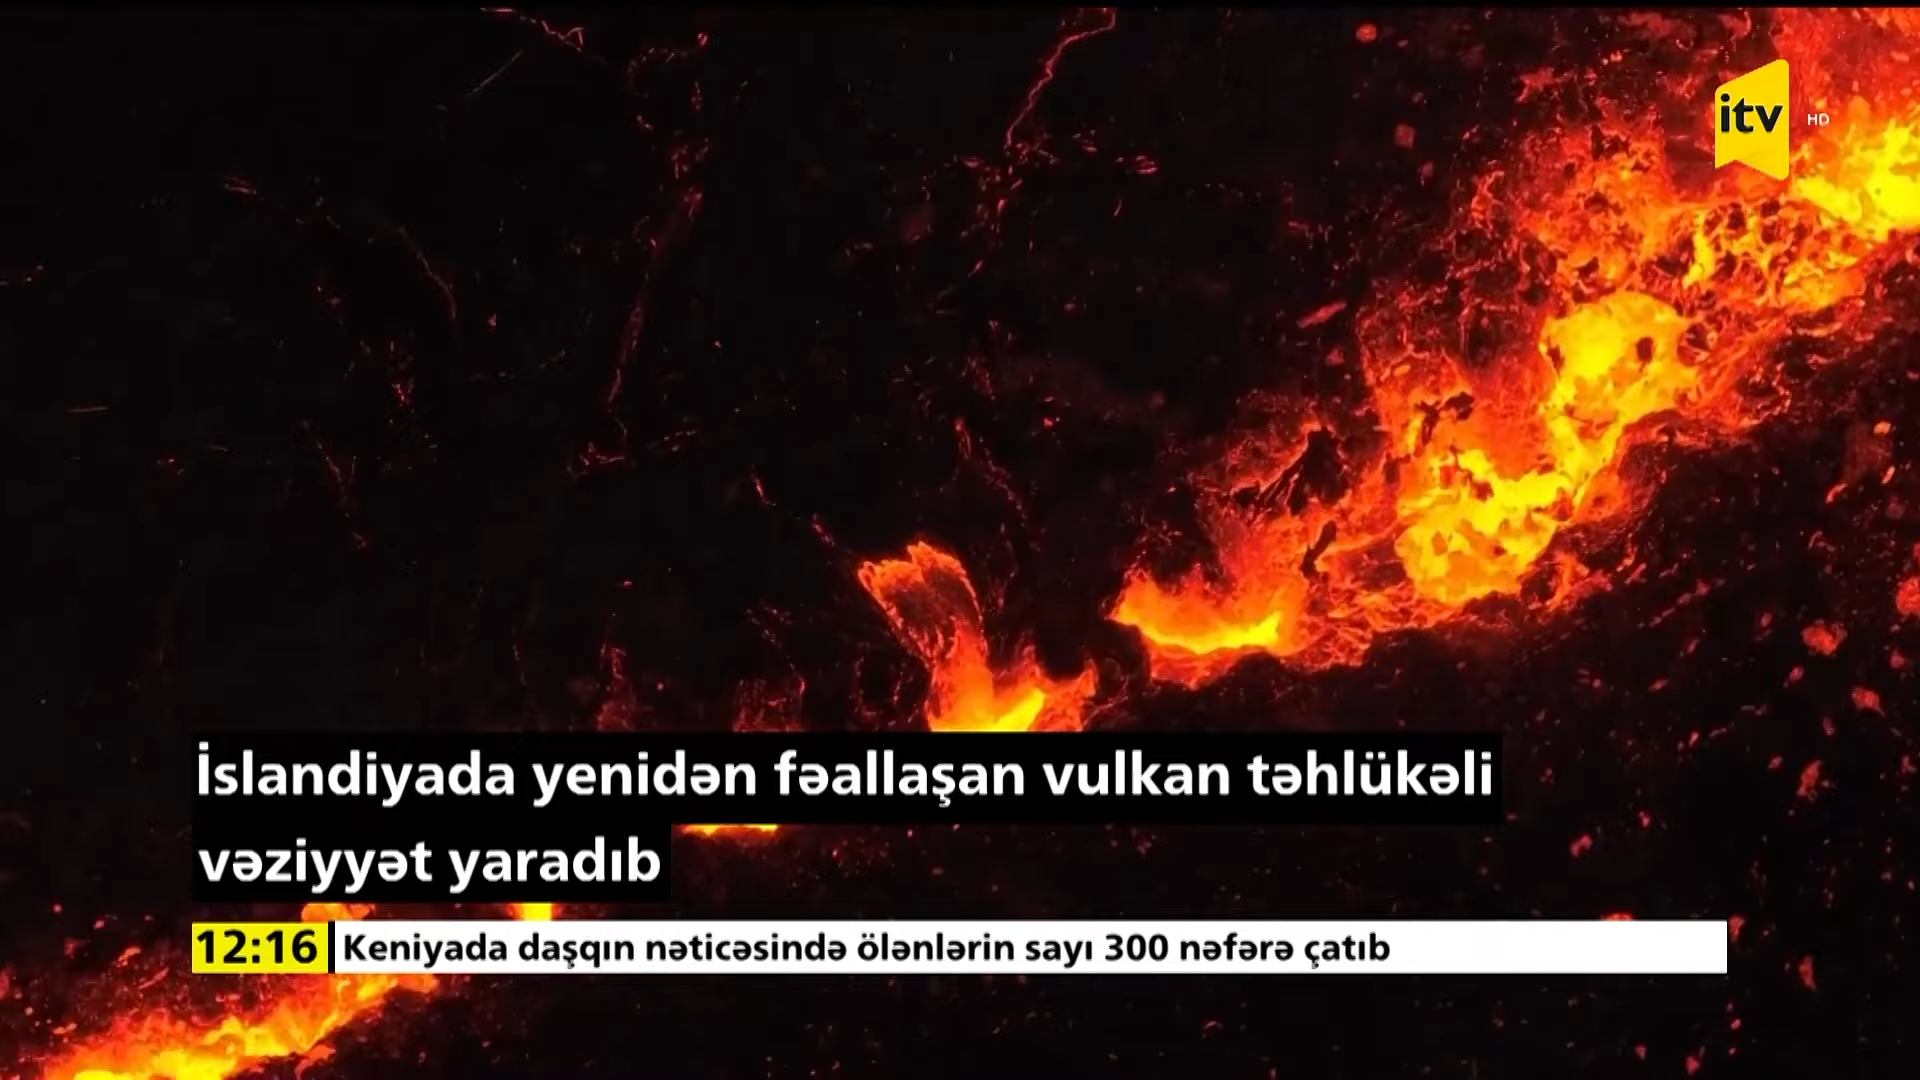 itv HD
İslandiyada yenidən fəallaşan vulkan təhlükəli
vəziyyət yaradıb
12:16 Keniyada daşqın nəticəsində ölənlərin sayı 300 nəfərə çatıb